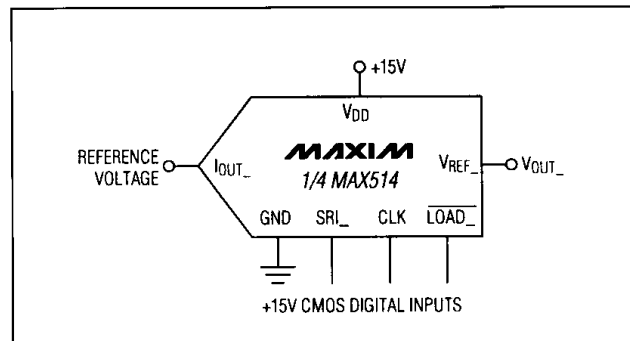 +15V
VDD
REFERENCE
VOLTAGE
IOUT_
MAXIM
1/4 MAX514
VREF_
VOUT_
GND SRI_ CLK LOAD_
+15V CMOS DIGITAL INPUTS